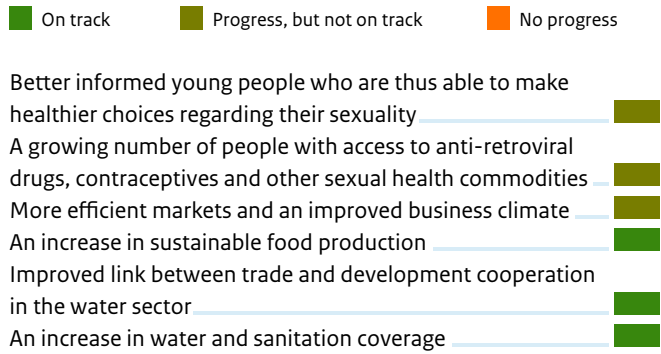 On track Progress, but not on track No progress
Better informed young people who are thus able to make
healthier choices regarding their sexuality
A growing number of people with access to anti-retroviral
drugs, contraceptives and other sexual health commodities
More efficient markets and an improved business climate
An increase in sustainable food production
Improved link between trade and development cooperation
in the water sector
An increase in water and sanitation coverage